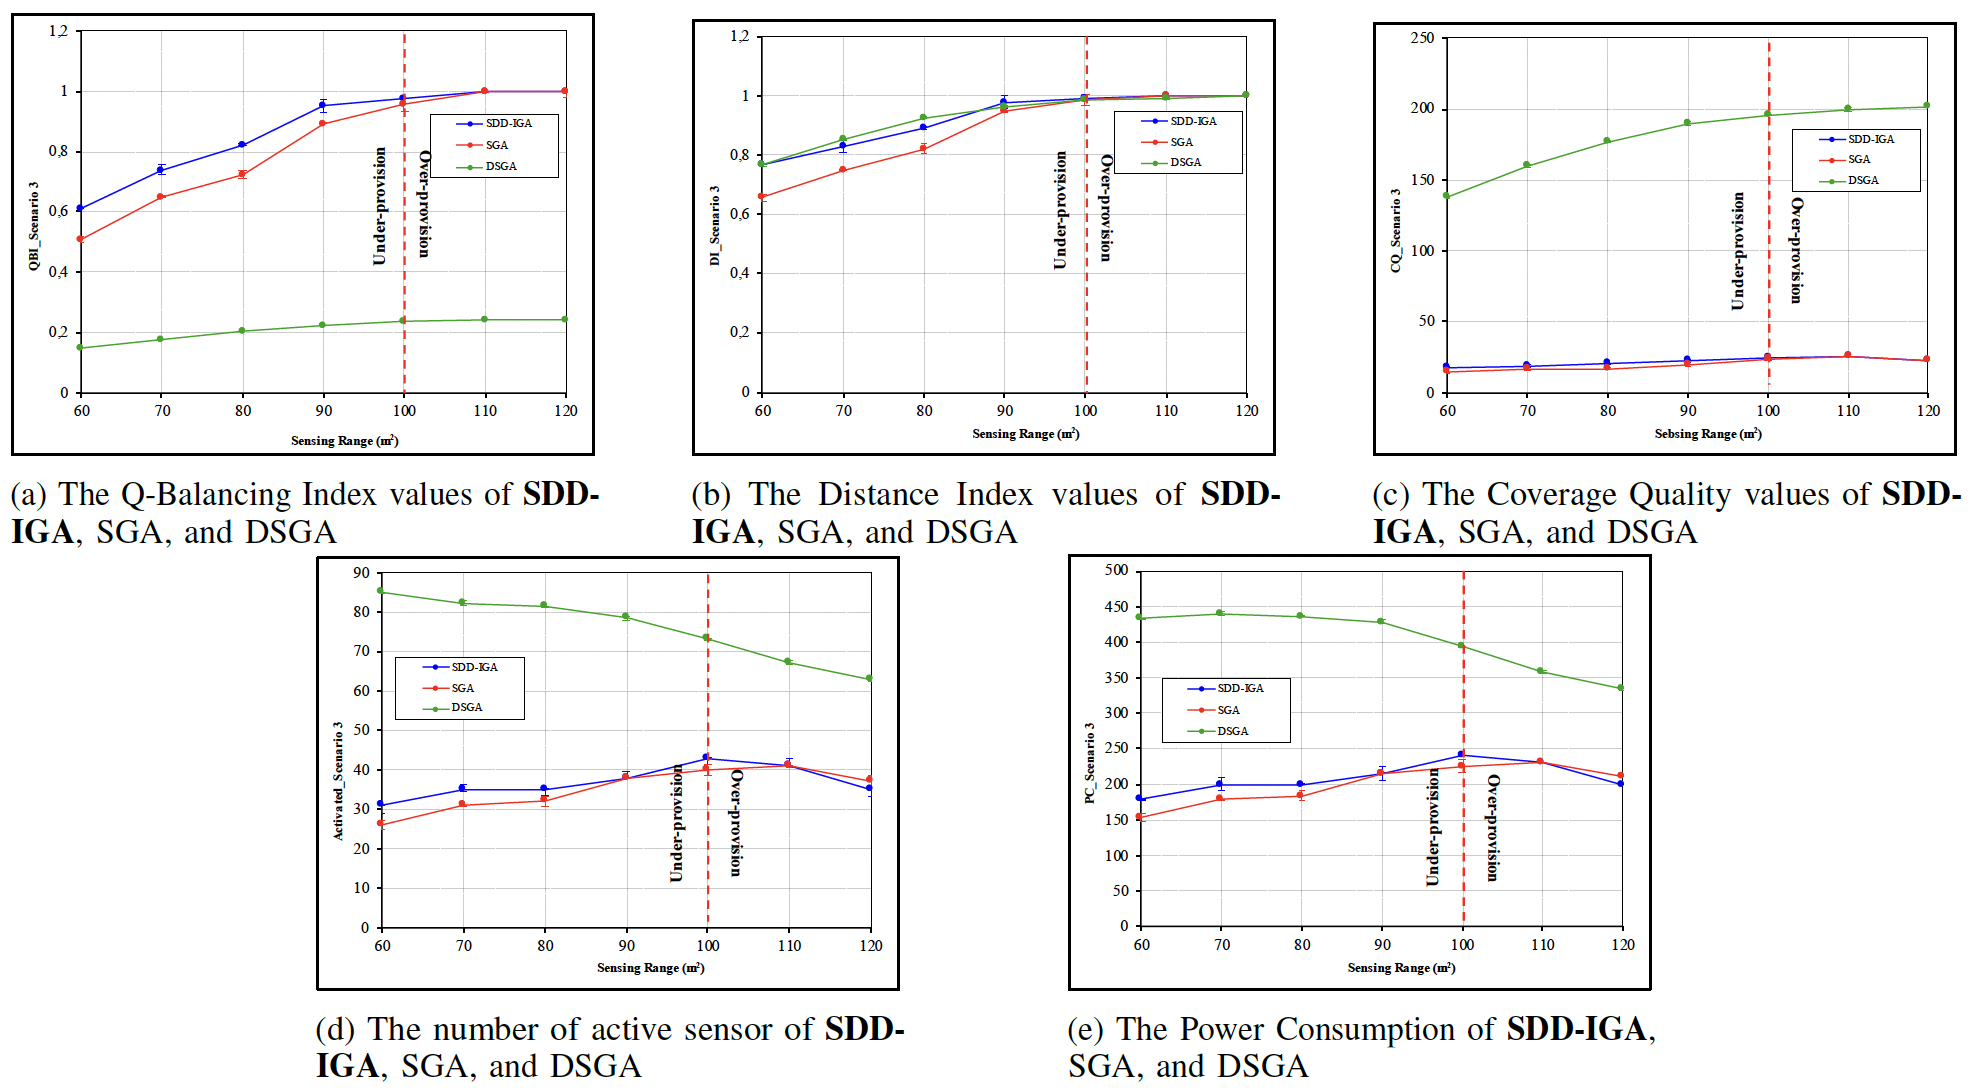 1,2
1
0,8
0,6
0,4
0,2
0
QBI_Scenario 3
60 70 80 90 100 110 120
Sensing Range (m²)
SDD-IGA
SGA
DSGA
Under-provision
Over-provision
(a) The Q-Balancing Index values of SDD-
IGA, SGA, and DSGA
1,2
1
0,8
0,6
0,4
0,2
0
DI_Scenario 3
60 70 80 90 100 110 120
Sensing Range (m²)
SDD-IGA
SGA
DSGA
Under-provision
Over-provision
(b) The Distance Index values of SDD-
IGA, SGA, and DSGA
250
200
150
100
50
0
CQ_Scenario 3
60 70 80 90 100 110 120
Sebsing Range (m²)
SDD-IGA
SGA
DSGA
Under-provision
Over-provision
(c) The Coverage Quality values of SDD-
IGA, SGA, and DSGA
90
80
70
60
50
40
30
20
10
0
Activated_Scenario 3
60 70 80 90 100 110 120
Sensing Range (m²)
SDD-IGA
SGA
DSGA
Under-provision
Over-provision
(d) The number of active sensor of SDD-
IGA, SGA, and DSGA
500
450
400
350
300
250
200
150
100
50
0
PC_Scenario 3
60 70 80 90 100 110 120
Sensing Range (m²)
SDD-IGA
SGA
DSGA
Under-provision
Over-provision
(e) The Power Consumption of SDD-IGA,
SGA, and DSGA